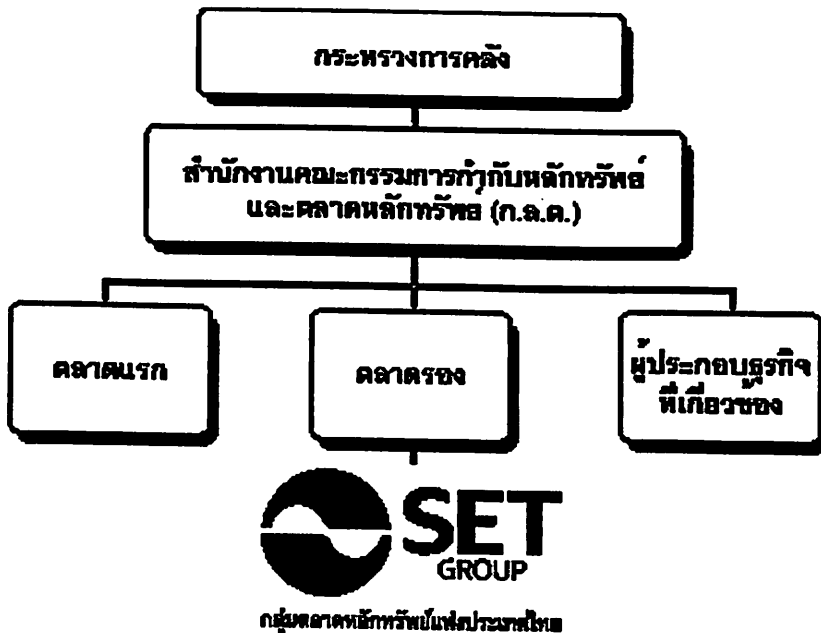 กระทรวงการคลัง
สำนักงานคณะกรรมการกำกับหลักทรัพย์
และตลาดหลักทรัพย์ (ก.ล.ต.)
ตลาดแรก
ตลาดรอง
ผู้ประกอบธุรกิจ
ที่เกี่ยวข้อง
SET
GROUP
กลุ่มตลาดหลักทรัพย์แห่งประเทศไทย